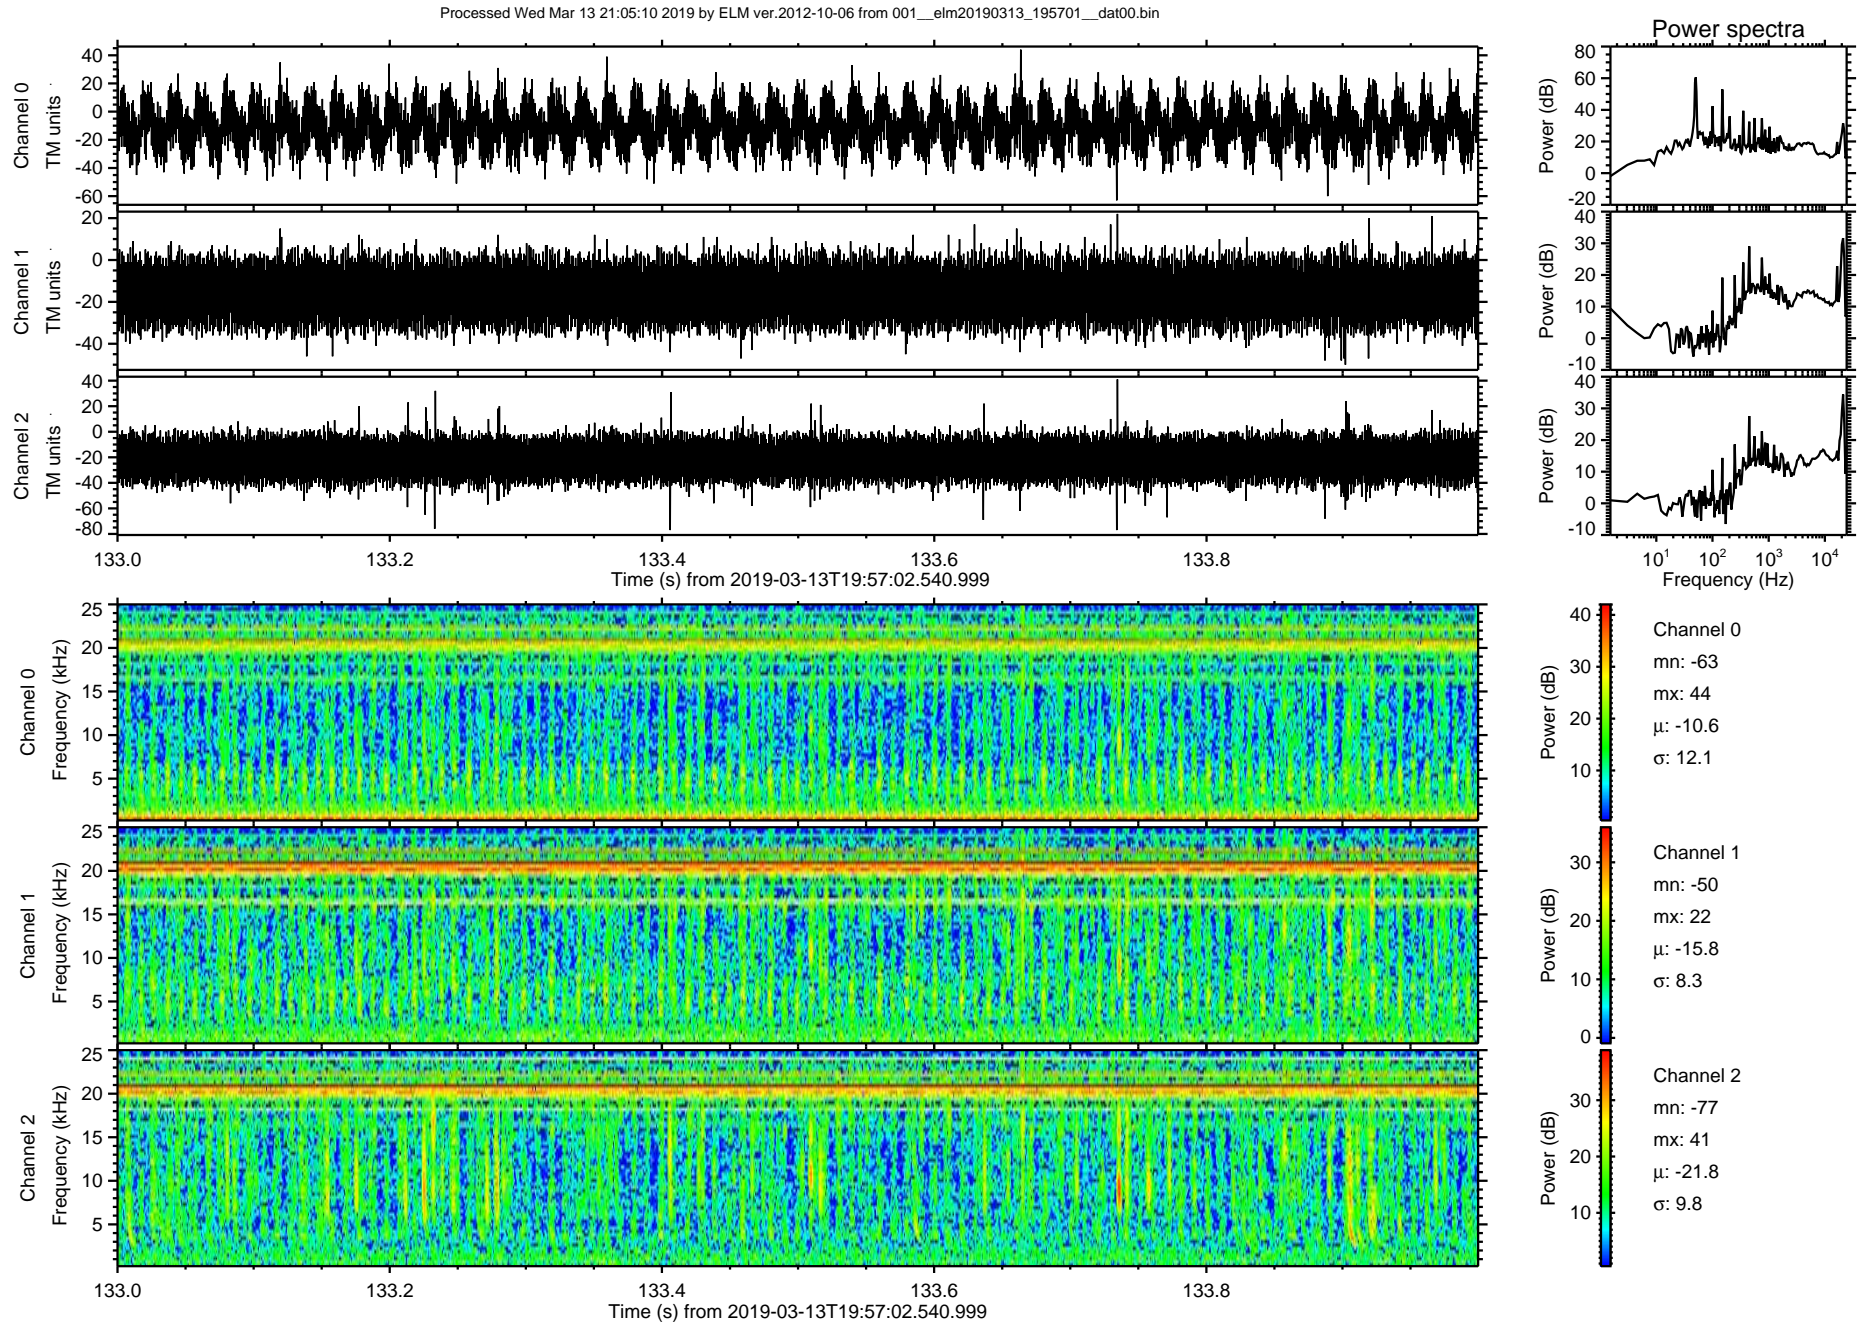 Processed Wed Mar 13 21:05:10 2019 by ELM ver.2012-10-06 from 001__elm20190313_195701__dat00.bin
Power spectra
Channel 0
TM units
40
20
0
-20
-40
-60
Power (dB)
80
60
40
20
0
-20
Channel 1
TM units
20
0
-20
-40
Power (dB)
40
30
20
10
0
-10
Channel 2
TM units
40
20
0
-20
-40
-60
-80
Power (dB)
40
30
20
10
0
-10
133.0 133.2 133.4 133.6 133.8
Time (s) from 2019-03-13T19:57:02.540.999
10^1 10^2 10^3 10^4
Frequency (Hz)
Channel 0
Frequency (kHz)
25
20
15
10
5
Power (dB)
40
30
20
10
Channel 0
mn: -63
mx: 44
μ: -10.6
σ: 12.1
Channel 1
Frequency (kHz)
25
20
15
10
5
Power (dB)
30
20
10
0
Channel 1
mn: -50
mx: 22
μ: -15.8
σ: 8.3
Channel 2
Frequency (kHz)
25
20
15
10
5
Power (dB)
30
20
10
Channel 2
mn: -77
mx: 41
μ: -21.8
σ: 9.8
133.0 133.2 133.4 133.6 133.8
Time (s) from 2019-03-13T19:57:02.540.999